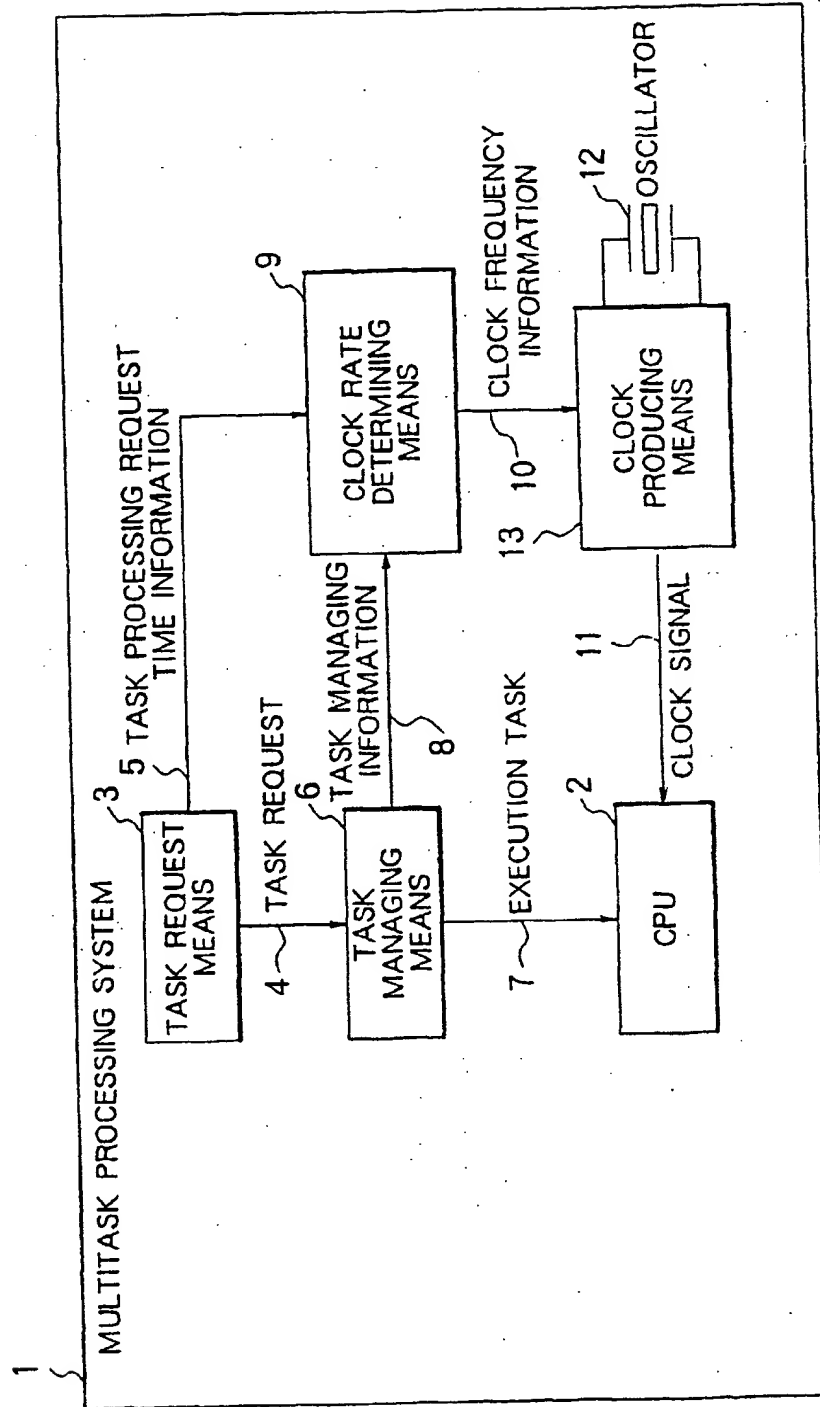 1
MULTITASK PROCESSING SYSTEM
3
TASK REQUEST
MEANS
5 TASK PROCESSING REQUEST
TIME INFORMATION
4
TASK REQUEST
6
TASK
MANAGING
MEANS
TASK MANAGING
INFORMATION
8
9
CLOCK RATE
DETERMINING
MEANS
7
EXECUTION TASK
10
CLOCK FREQUENCY
INFORMATION
2
CPU
11
CLOCK SIGNAL
13
CLOCK
PRODUCING
MEANS
12
OSCILLATOR